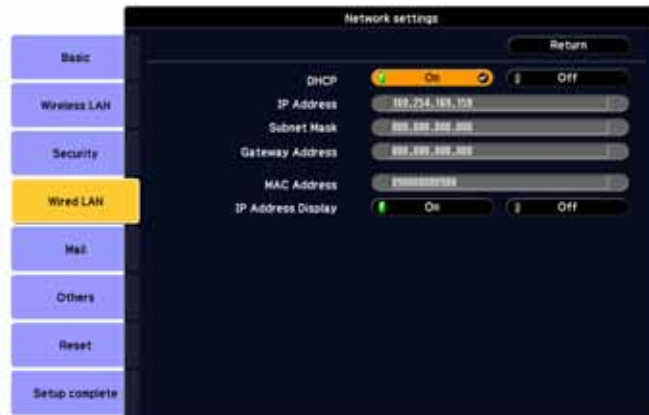 Network settings
Return
Basic
DHCP On Off
Wireless LAN
IP Address
Subnet Mask
Security
Gateway Address
MAC Address
Wired LAN
IP Address Display On Off
Mail
Others
Reset
Setup complete